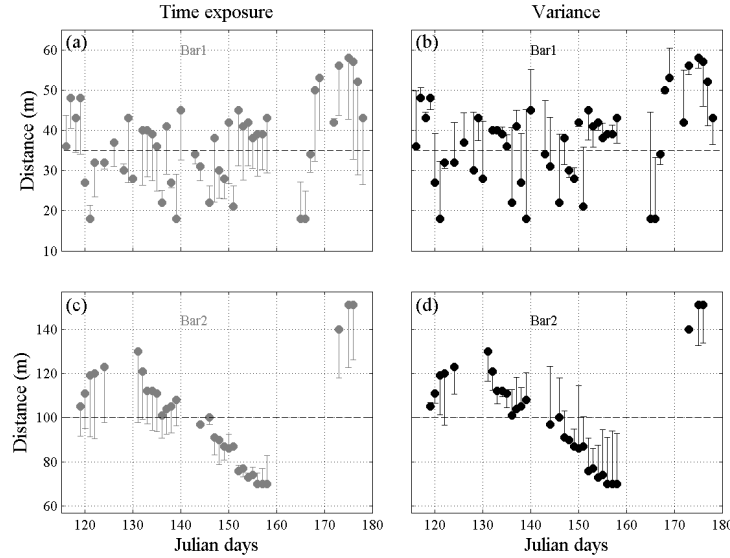 Time exposure Variance
(a) Bar1 (b) Bar1
60
50
40
30
20
10
Distance (m)
(c) Bar2 (d) Bar2
140
120
100
80
60
Distance (m)
120 130 140 150 160 170 180 120 130 140 150 160 170 180
Julian days Julian days